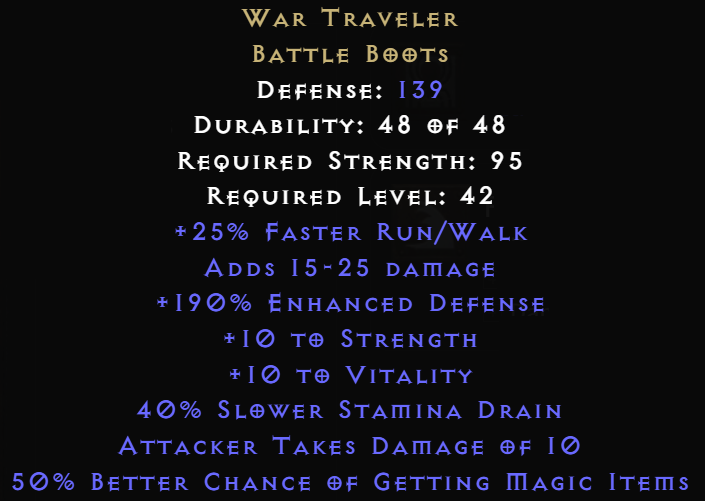 War Traveler
Battle Boots
Defense: 139
Durability: 48 of 48
Required Strength: 95
Required Level: 42
+25% Faster Run/Walk
Adds 15-25 damage
+190% Enhanced Defense
+10 to Strength
+10 to Vitality
40% Slower Stamina Drain
Attacker Takes Damage of 10
50% Better Chance of Getting Magic Items